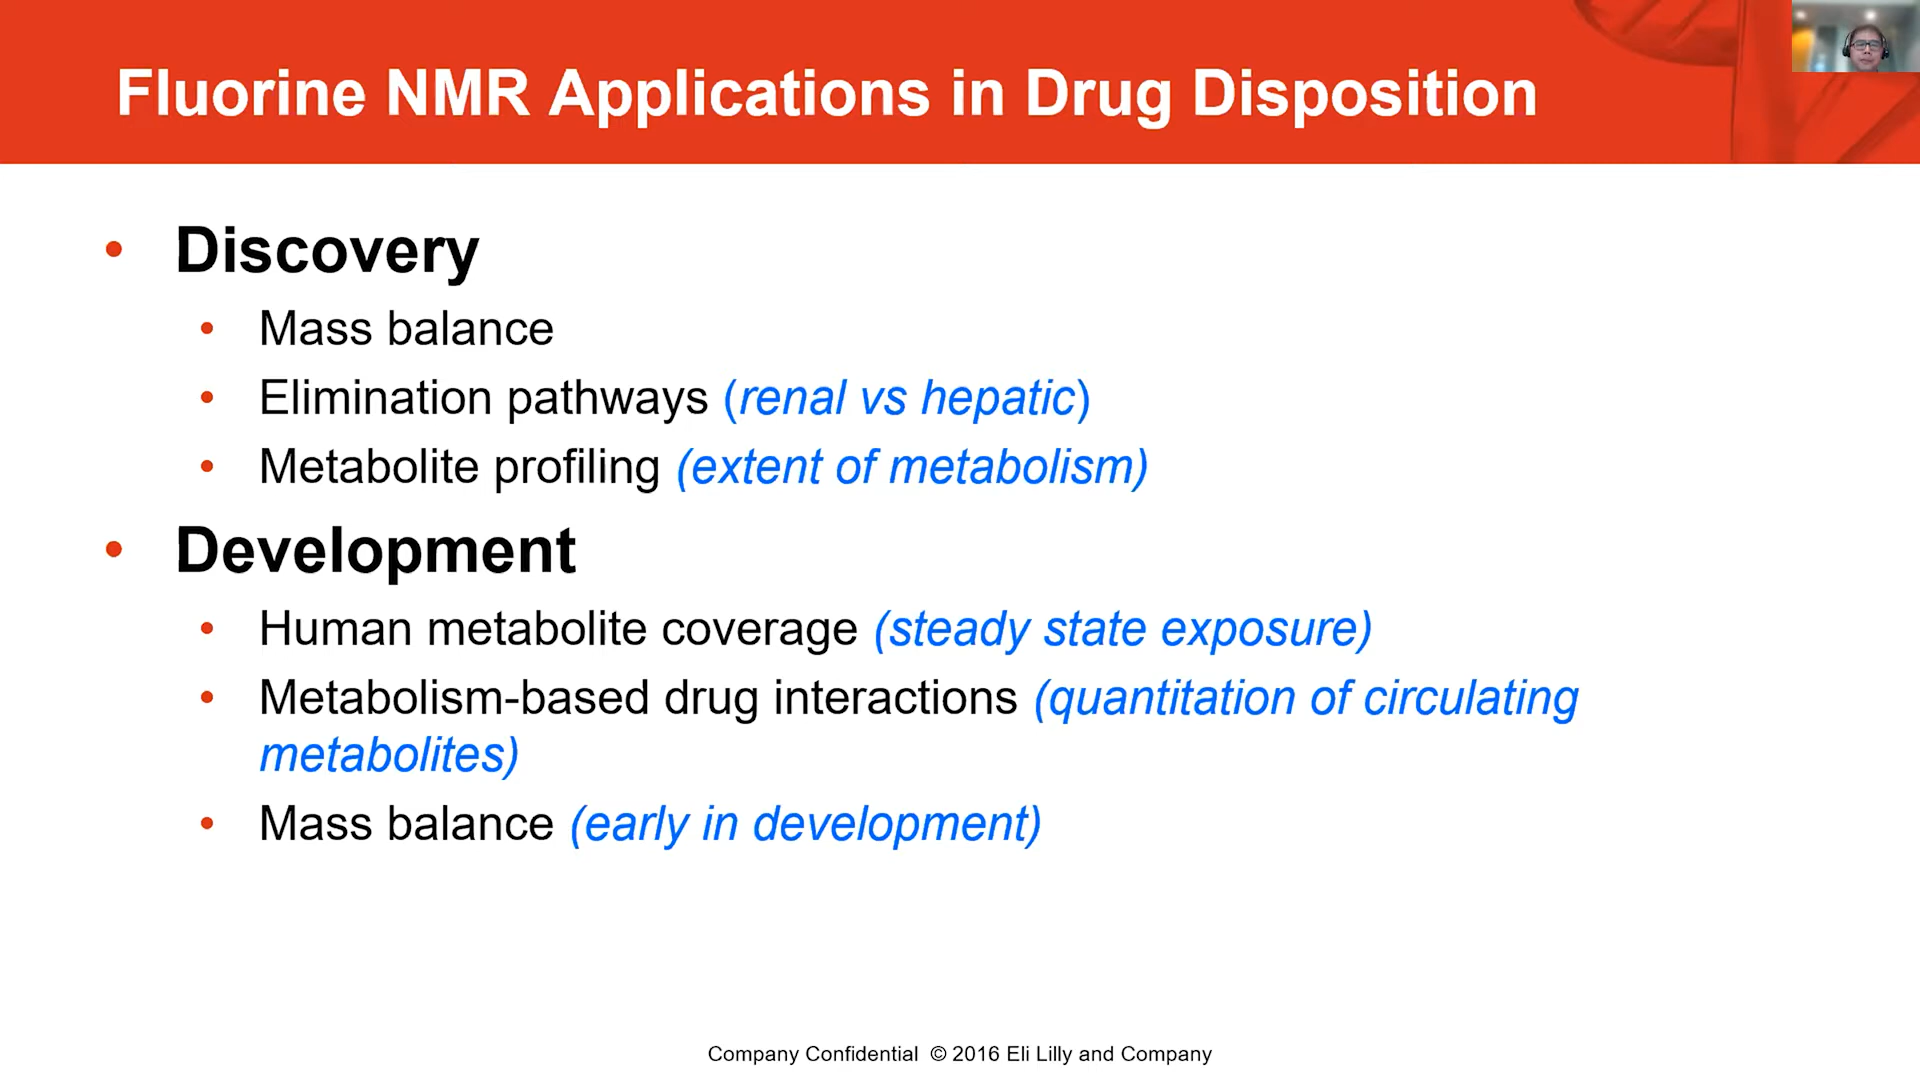 Fluorine NMR Applications in Drug Disposition
• Discovery
• Mass balance
• Elimination pathways (renal vs hepatic)
• Metabolite profiling (extent of metabolism)
• Development
• Human metabolite coverage (steady state exposure)
• Metabolism-based drug interactions (quantitation of circulating
metabolites)
• Mass balance (early in development)
Company Confidential © 2016 Eli Lilly and Company